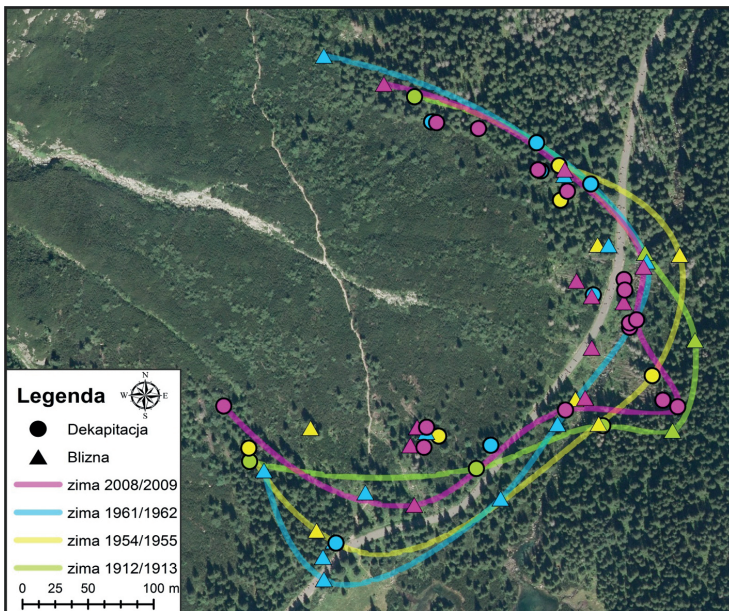 Legenda
N
W E
S
Dekapitacja
Blizna
zima 2008/2009
zima 1961/1962
zima 1954/1955
zima 1912/1913
0 25 50 100 m